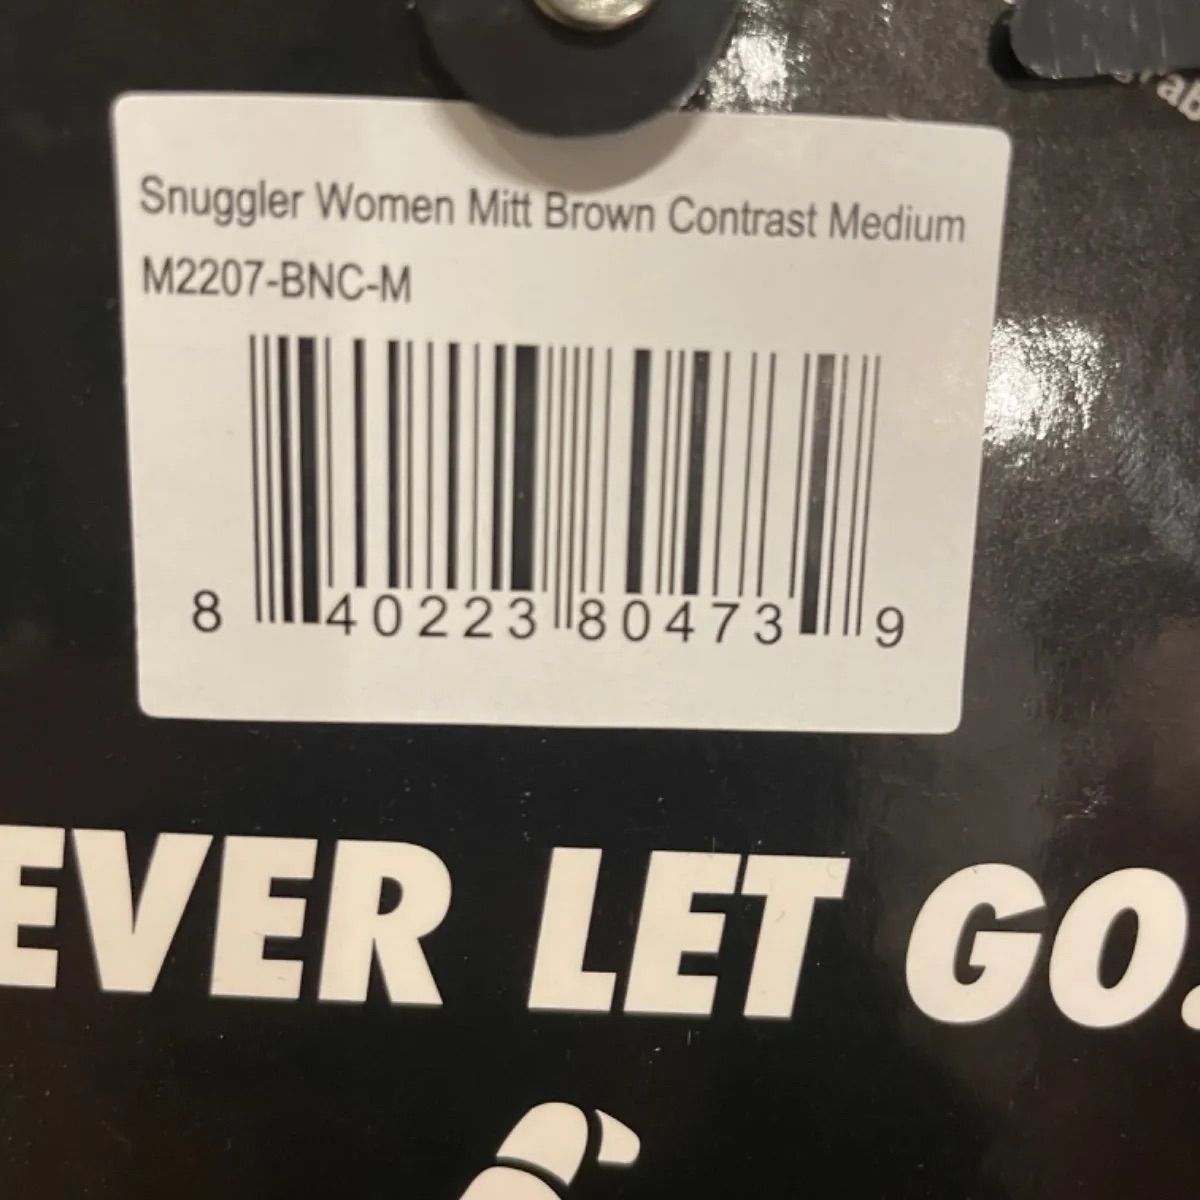 Snuggler Women Mitt Brown Contrast Medium
M2207-BNC-M
8 40223 80473 9
EVER LET GO.